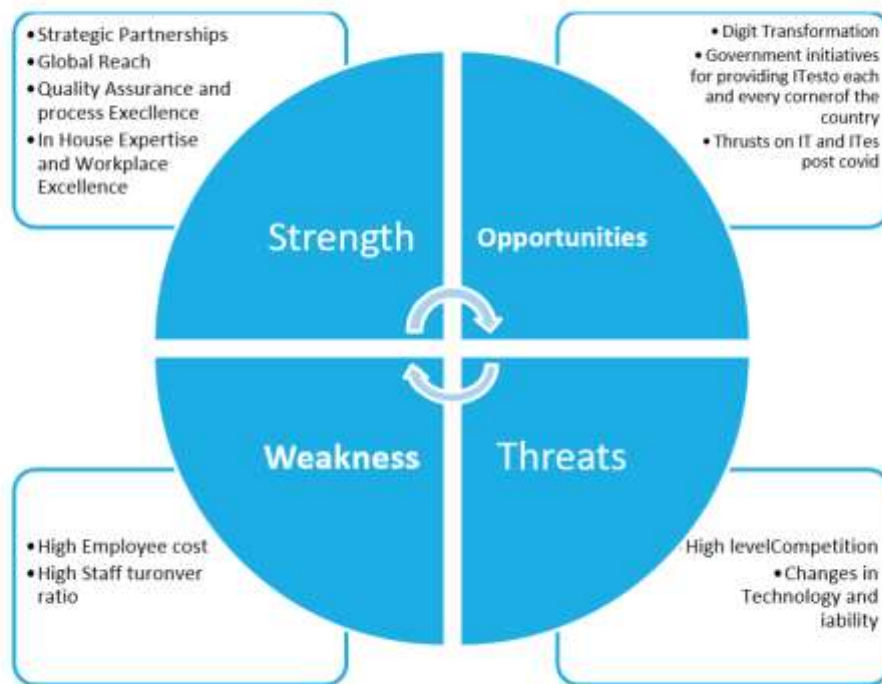 •Strategic Partnerships
•Global Reach
•Quality Assurance and
process Execllence
•In House Expertise
and Workplace
Excellence
•Digit Transformation
•Government initiatives
for providing ITesto each
and every cornerof the
country
•Thrusts on IT and ITes
post covid
Strength
Opportunities
Weakness
Threats
•High Employee cost
•High Staff turonver
ratio
High levelCompetition
•Changes in
Technology and
iability